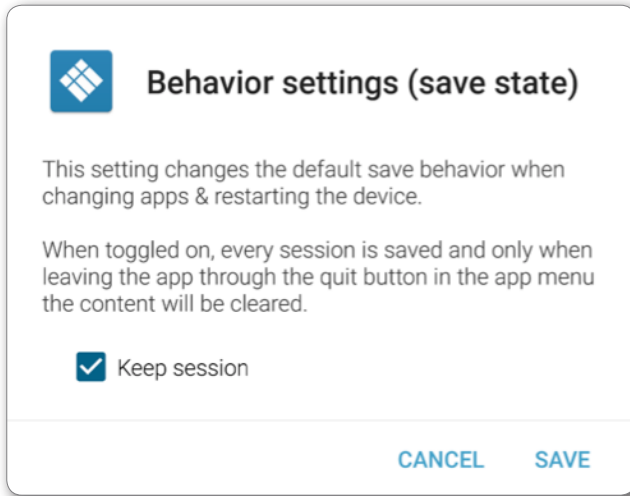 Behavior settings (save state)
This setting changes the default save behavior when
changing apps & restarting the device.
When toggled on, every session is saved and only when
leaving the app through the quit button in the app menu
the content will be cleared.
Keep session
CANCEL SAVE